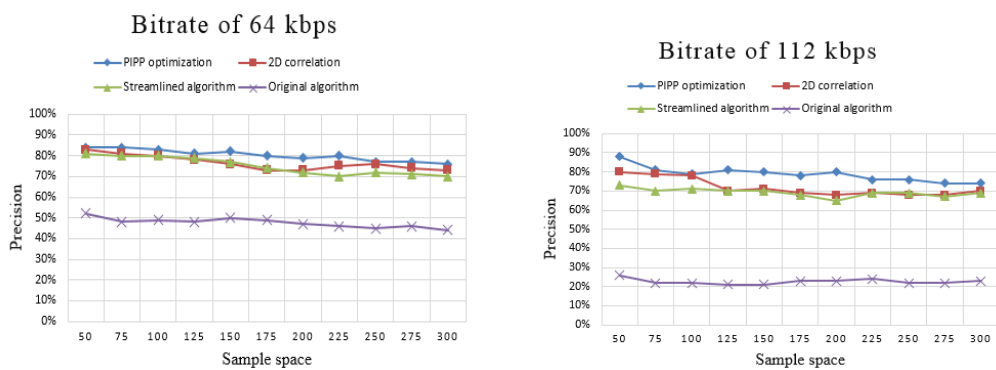 Bitrate of 64 kbps
PIPP optimization
2D correlation
Streamlined algorithm
Original algorithm
100%
90%
80%
70%
60%
50%
40%
30%
20%
10%
0%
Precision
50 75 100 125 150 175 200 225 250 275 300
Sample space
Bitrate of 112 kbps
PIPP optimization
2D correlation
Streamlined algorithm
Original algorithm
100%
90%
80%
70%
60%
50%
40%
30%
20%
10%
0%
Precision
50 75 100 125 150 175 200 225 250 275 300
Sample space